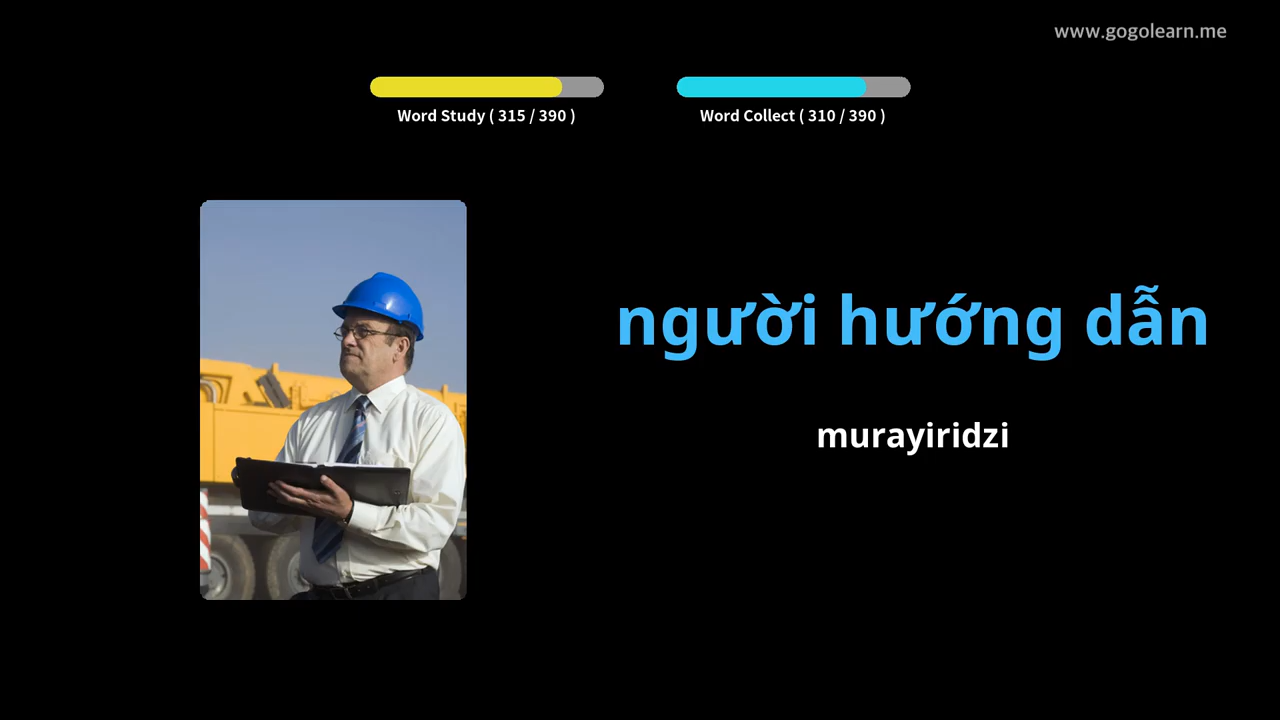 www.gogolearn.me
Word Study ( 315 / 390 )
Word Collect ( 310 / 390 )
người hướng dẫn
murayiridzi